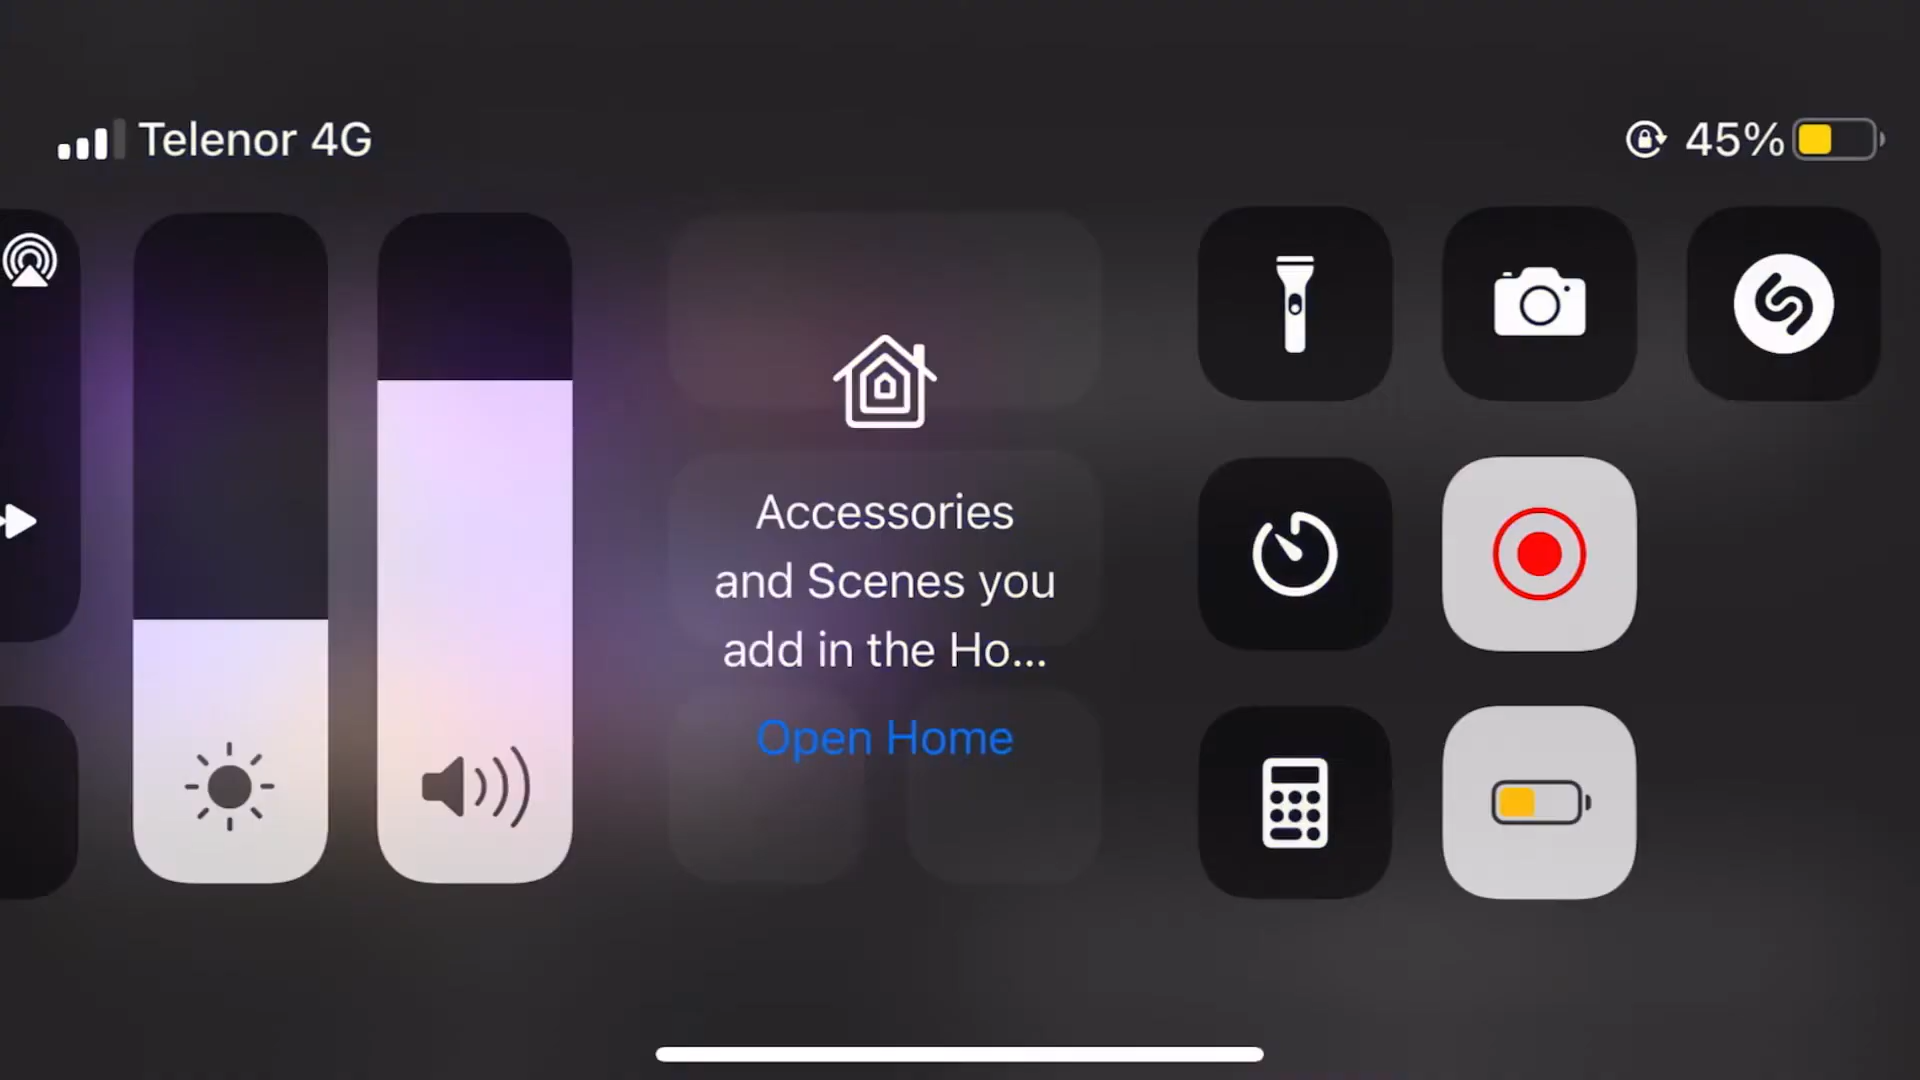 Telenor 4G
45%
Accessories
and Scenes you
add in the Ho...
Open Home